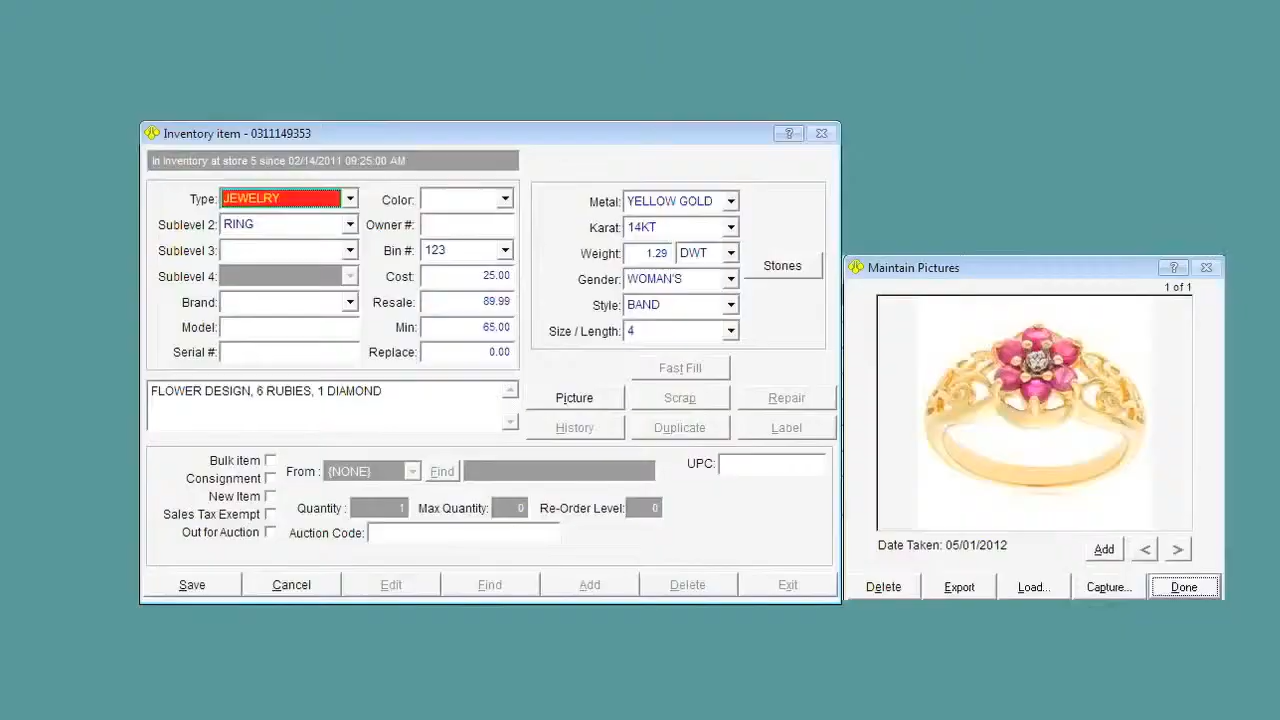 Inventory item - 0311149353
?
In Inventory at store 5 since 02/14/2011 09:25:00 AM
Type: JEWELRY Color:
Sublevel 2: RING Owner #:
Sublevel 3: Bin #: 123
Sublevel 4: Cost: 25.00
Brand: Resale: 89.99
Model: Min: 65.00
Serial #: Replace: 0.00
Metal: YELLOW GOLD
Karat: 14KT
Weight: 1.29 DWT
Gender: WOMAN'S
Style: BAND
Size / Length: 4
Stones
FLOWER DESIGN, 6 RUBIES, 1 DIAMOND
Fast Fill
Picture Scrap Repair
History Duplicate Label
Bulk item
Consignment
New Item
Sales Tax Exempt
Out for Auction
From : {NONE} Find
UPC:
Quantity : 1 Max Quantity: 0 Re-Order Level: 0
Auction Code:
Save Cancel Edit Find Add Delete Exit
Maintain Pictures
?
1 of 1
Date Taken: 05/01/2012
Add < >
Delete Export Load... Capture... Done